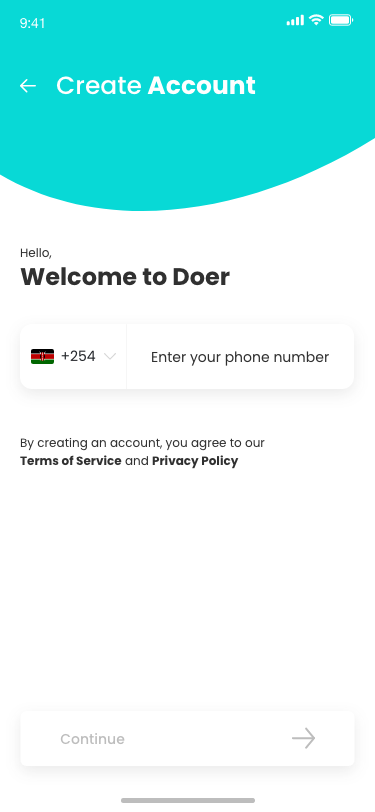 9:41
Create Account
Hello,
Welcome to Doer
+254
Enter your phone number
By creating an account, you agree to our
Terms of Service and Privacy Policy
Continue